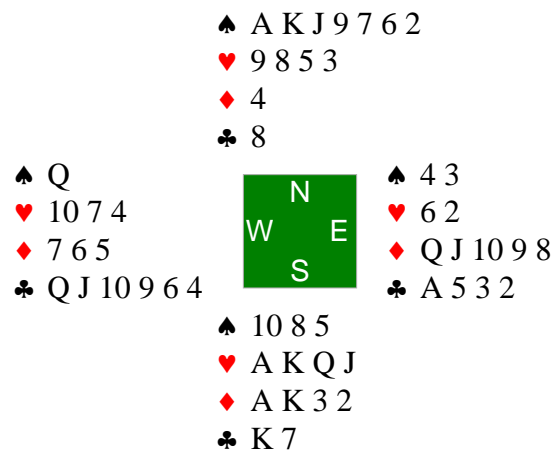 ♠ A K J 9 7 6 2
♥ 9 8 5 3
♦ 4
♣ 8
♠ Q
♥ 10 7 4
♦ 7 6 5
♣ Q J 10 9 6 4
N
W E
S
♠ 4 3
♥ 6 2
♦ Q J 10 9 8
♣ A 5 3 2
♠ 10 8 5
♥ A K Q J
♦ A K 3 2
♣ K 7